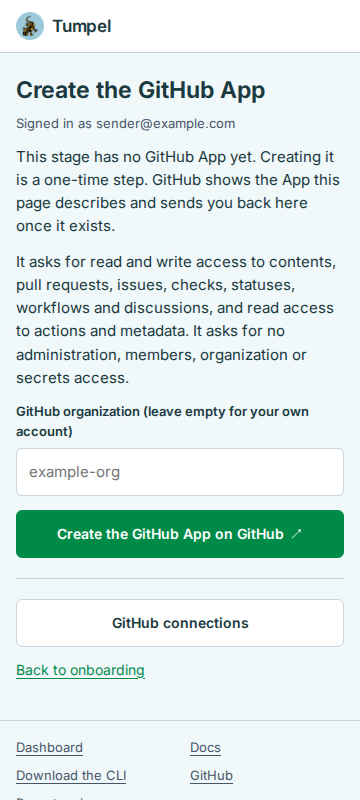 Tumpel
Create the GitHub App
Signed in as sender@example.com
This stage has no GitHub App yet. Creating it
is a one-time step. GitHub shows the App this
page describes and sends you back here
once it exists.
It asks for read and write access to contents,
pull requests, issues, checks, statuses,
workflows and discussions, and read access
to actions and metadata. It asks for no
administration, members, organization or
secrets access.
GitHub organization (leave empty for your own
account)
example-org
Create the GitHub App on GitHub ↗
GitHub connections
Back to onboarding
Dashboard Docs
Download the CLI GitHub